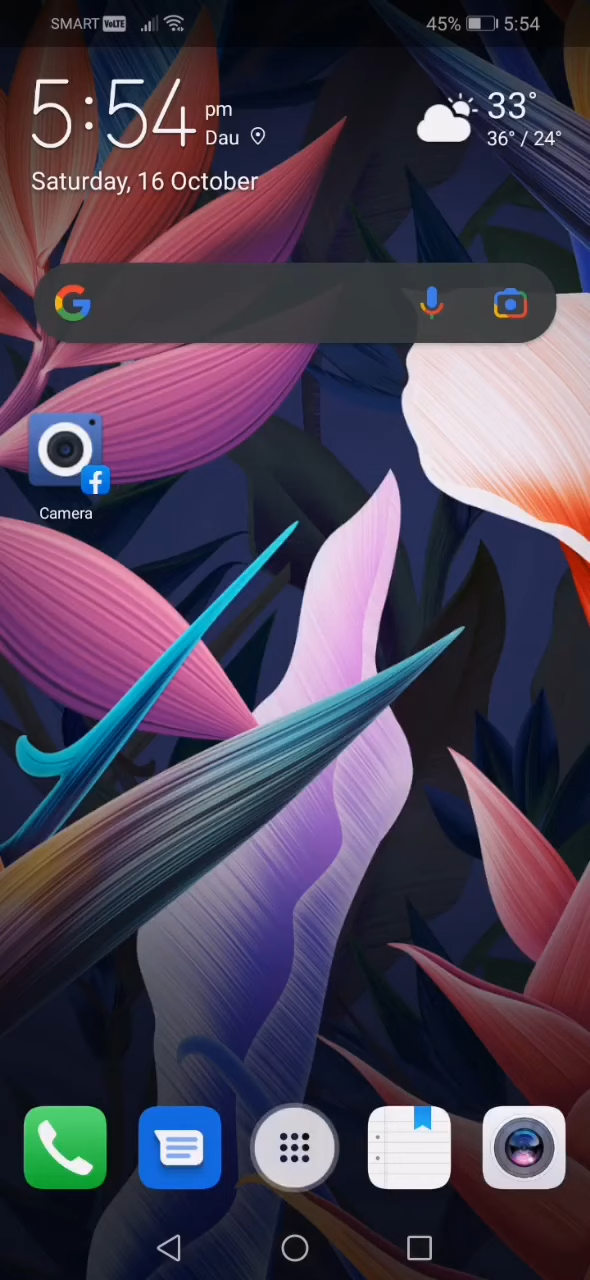 SMART VoLTE 45% 5:54
5:54 pm
Dau
Saturday, 16 October
33°
36° / 24°
G
Camera